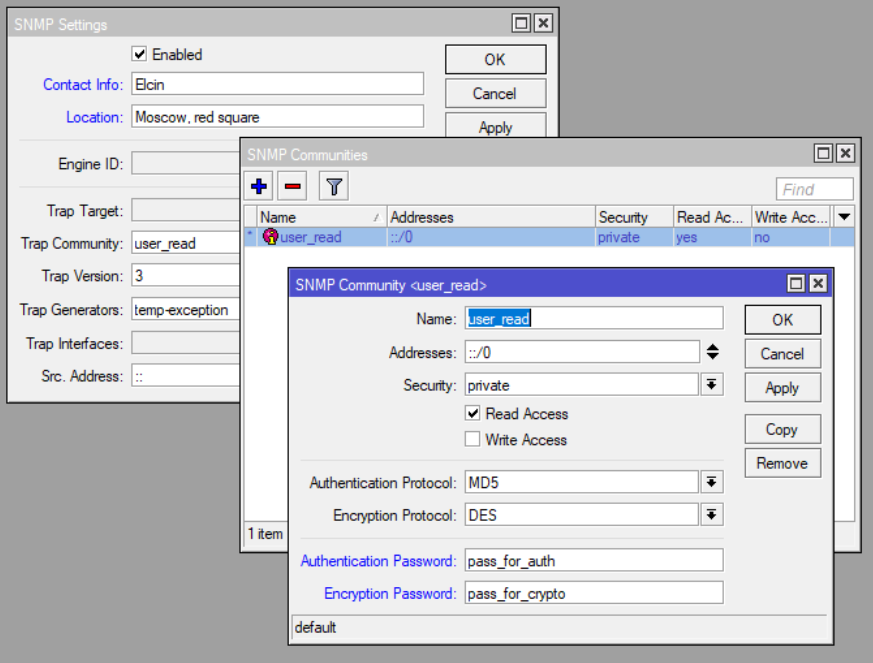 SNMP Settings
Enabled
OK
Contact Info: Elcin
Cancel
Location: Moscow, red square
Apply
Engine ID:
Trap Target:
Trap Community: user_read
Trap Version: 3
Trap Generators: temp-exception
Trap Interfaces:
Src. Address: ::
SNMP Communities
Find
Name / Addresses Security Read Ac... Write Acc...
* user_read ::/0 private yes no
1 item
SNMP Community <user_read>
Name: user_read
OK
Addresses: ::/0
Cancel
Security: private
Apply
Read Access
Copy
Write Access
Remove
Authentication Protocol: MD5
Encryption Protocol: DES
Authentication Password: pass_for_auth
Encryption Password: pass_for_crypto
default